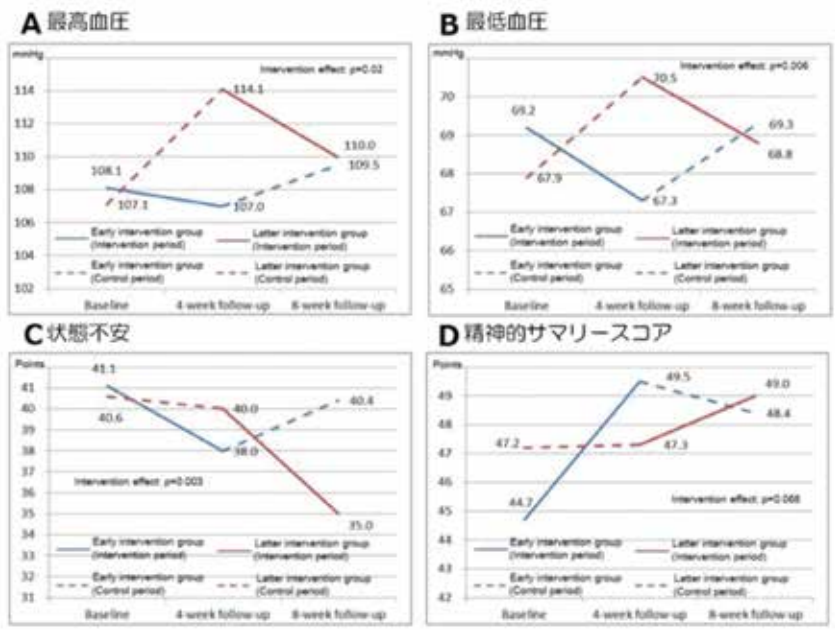 A 最高血圧
mmHg
Intervention effect: p=0.02
114
112
110
108
106
104
102
108.1
107.1
114.1
107.0
110.0
109.5
Early intervention group
(Intervention period)
Latter intervention group
(Intervention period)
Early intervention group
(Control period)
Latter intervention group
(Control period)
Baseline
4-week follow-up
8-week follow-up
B 最低血圧
mmHg
Intervention effect: p=0.006
70
69
68
67
66
65
69.2
67.9
70.5
67.3
69.3
68.8
Early intervention group
(Intervention period)
Latter intervention group
(Intervention period)
Early intervention group
(Control period)
Latter intervention group
(Control period)
Baseline
4-week follow-up
8-week follow-up
C 状態不安
Points
41
40
39
38
37
36
35
34
33
32
31
41.1
40.6
40.0
38.0
40.4
35.0
Intervention effect: p=0.003
Early intervention group
(Intervention period)
Latter intervention group
(Intervention period)
Early intervention group
(Control period)
Latter intervention group
(Control period)
Baseline
4-week follow-up
8-week follow-up
D 精神的サマリースコア
Points
49
48
47
46
45
44
43
42
47.2
44.7
49.5
47.3
49.0
48.4
Intervention effect: p=0.068
Early intervention group
(Intervention period)
Latter intervention group
(Intervention period)
Early intervention group
(Control period)
Latter intervention group
(Control period)
Baseline
4-week follow-up
8-week follow-up